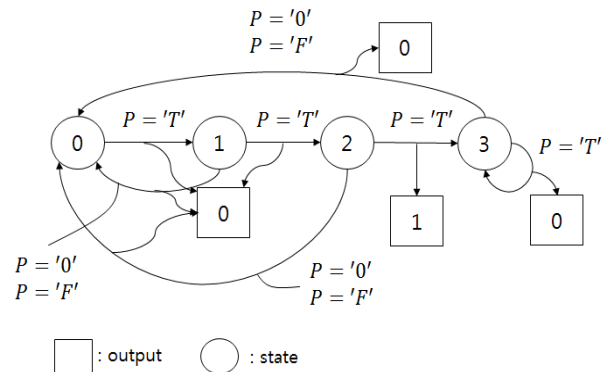 P = '0'
P = 'F'
0
P = 'T'
P = 'T'
P = 'T'
0
1
2
3
P = 'T'
0
1
0
P = '0'
P = 'F'
P = '0'
P = 'F'
: output
: state